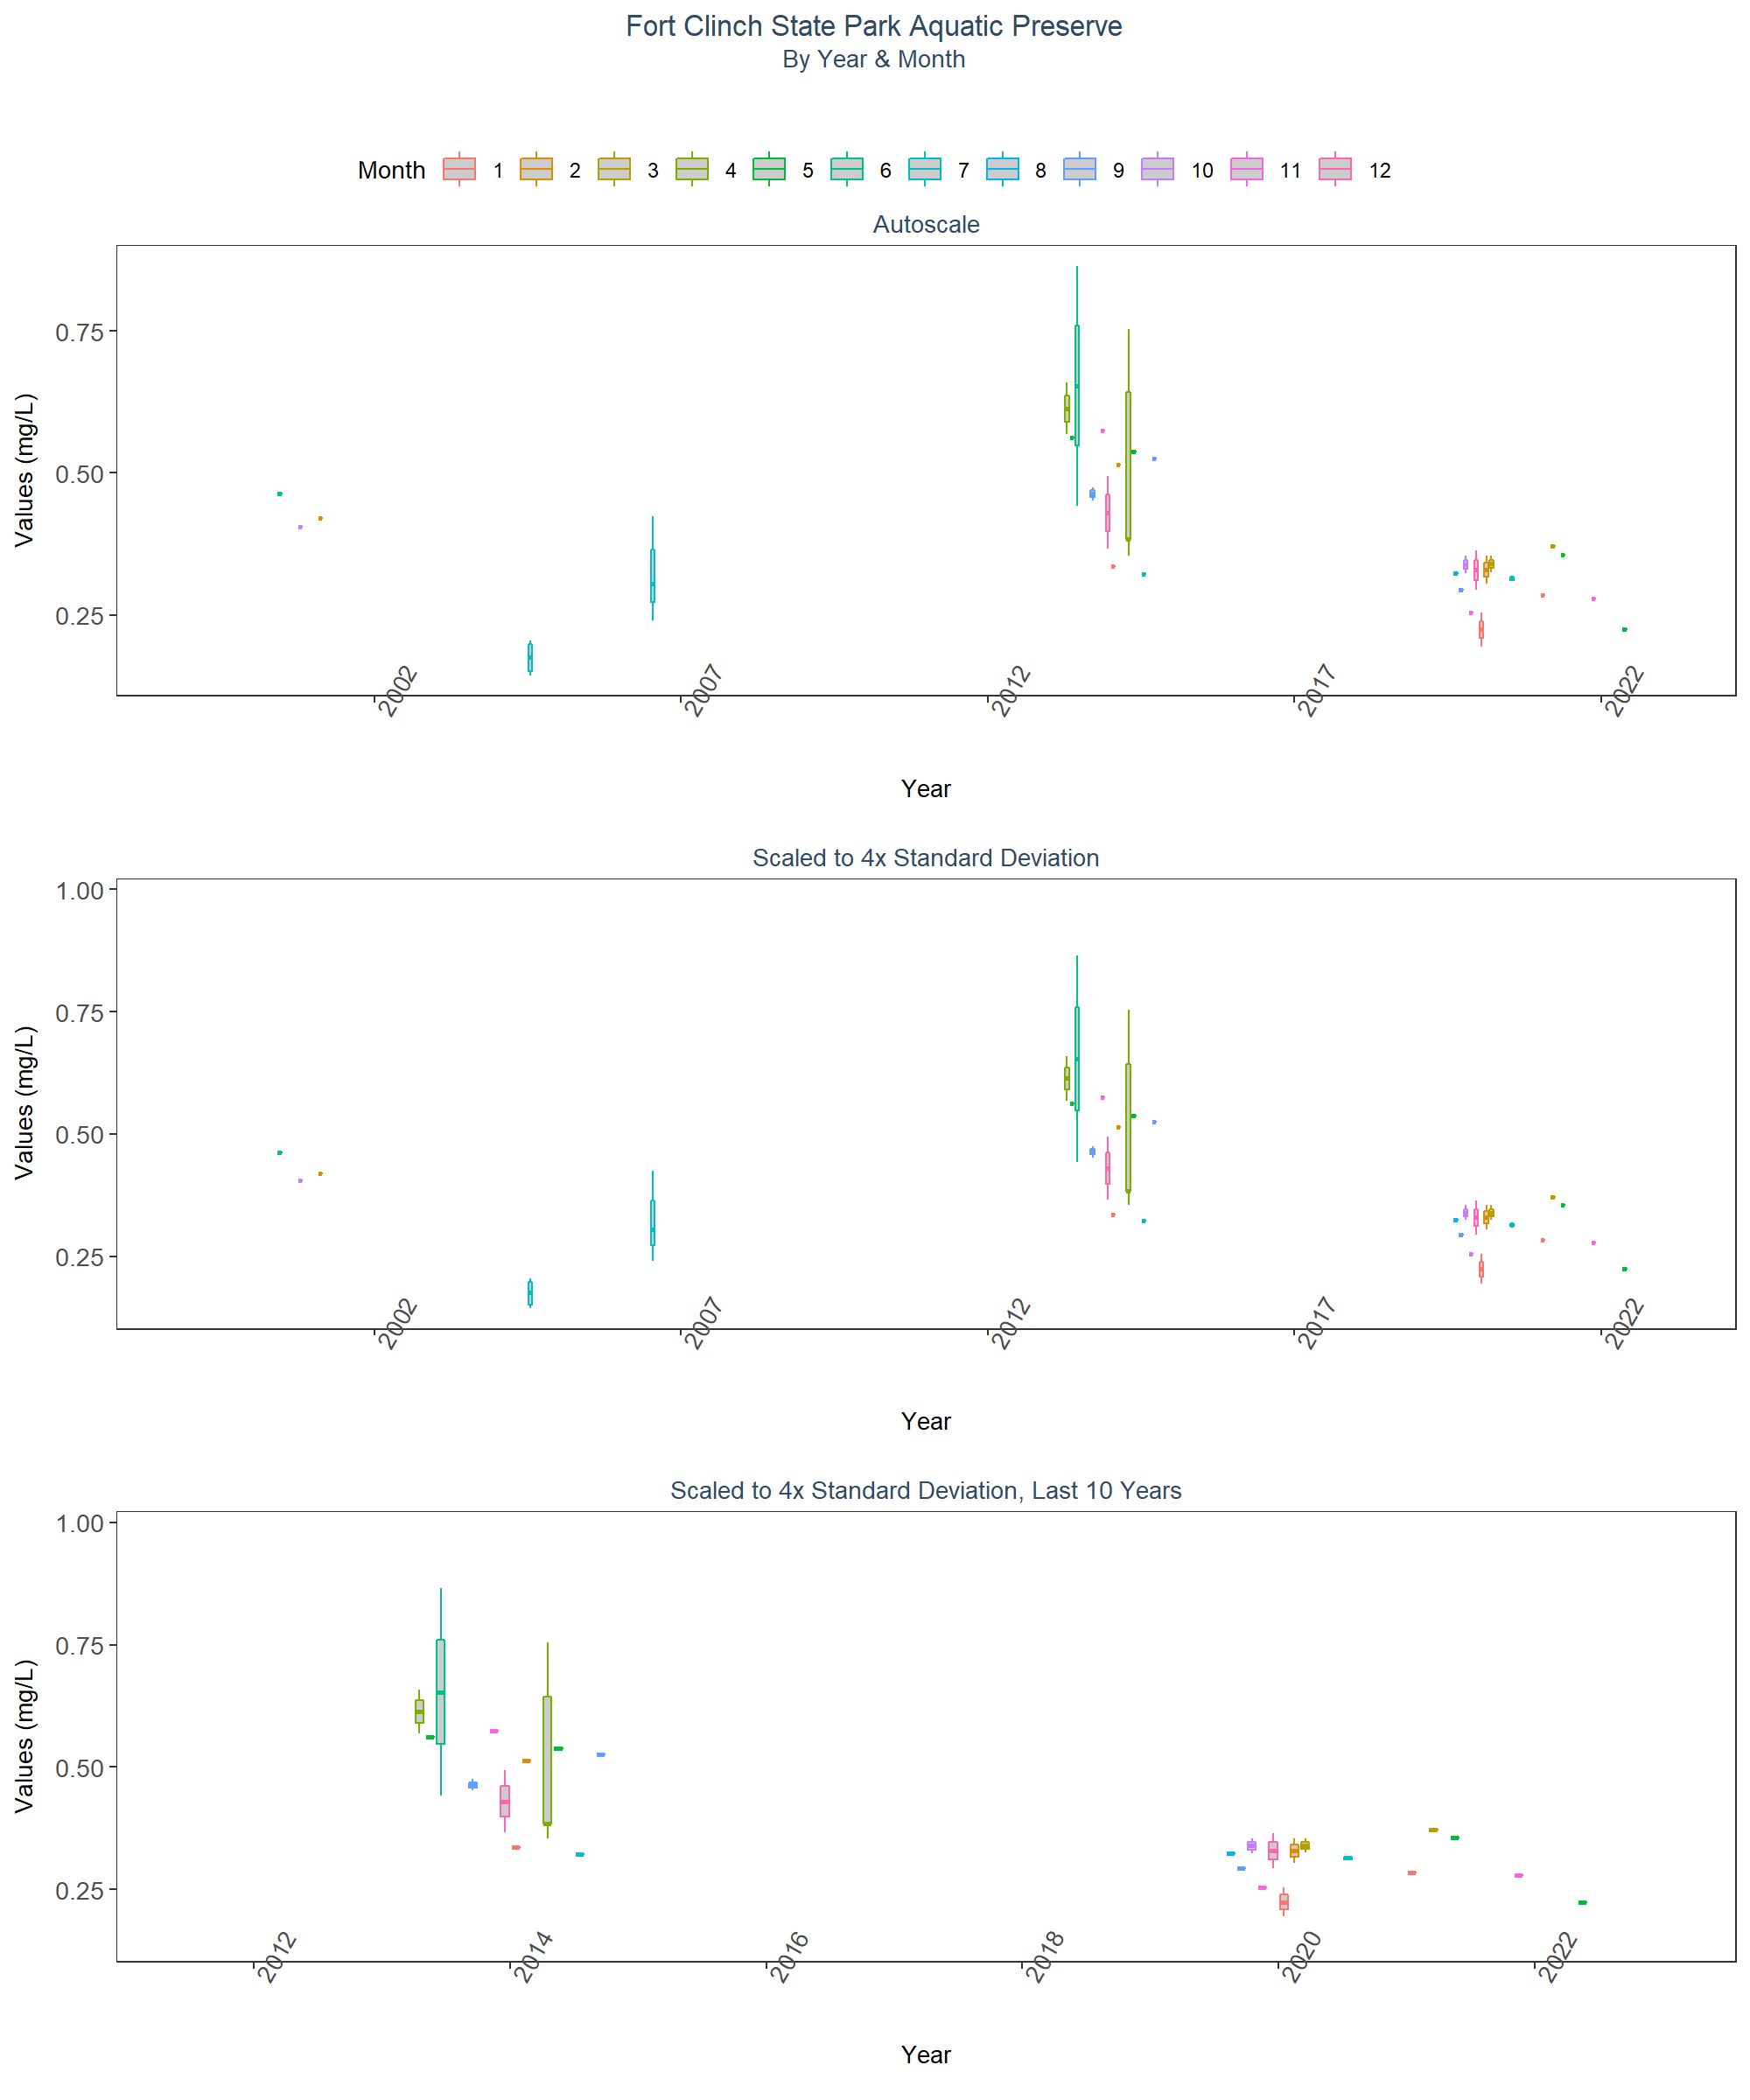 Fort Clinch State Park Aquatic Preserve
By Year & Month
Month 1 2 3 4 5 6 7 8 9 10 11 12
Autoscale
Values (mg/L)
0.75
0.50
0.25
2002 2007 2012 2017 2022
Year
Scaled to 4x Standard Deviation
Values (mg/L)
1.00
0.75
0.50
0.25
2002 2007 2012 2017 2022
Year
Scaled to 4x Standard Deviation, Last 10 Years
Values (mg/L)
1.00
0.75
0.50
0.25
2012 2014 2016 2018 2020 2022
Year